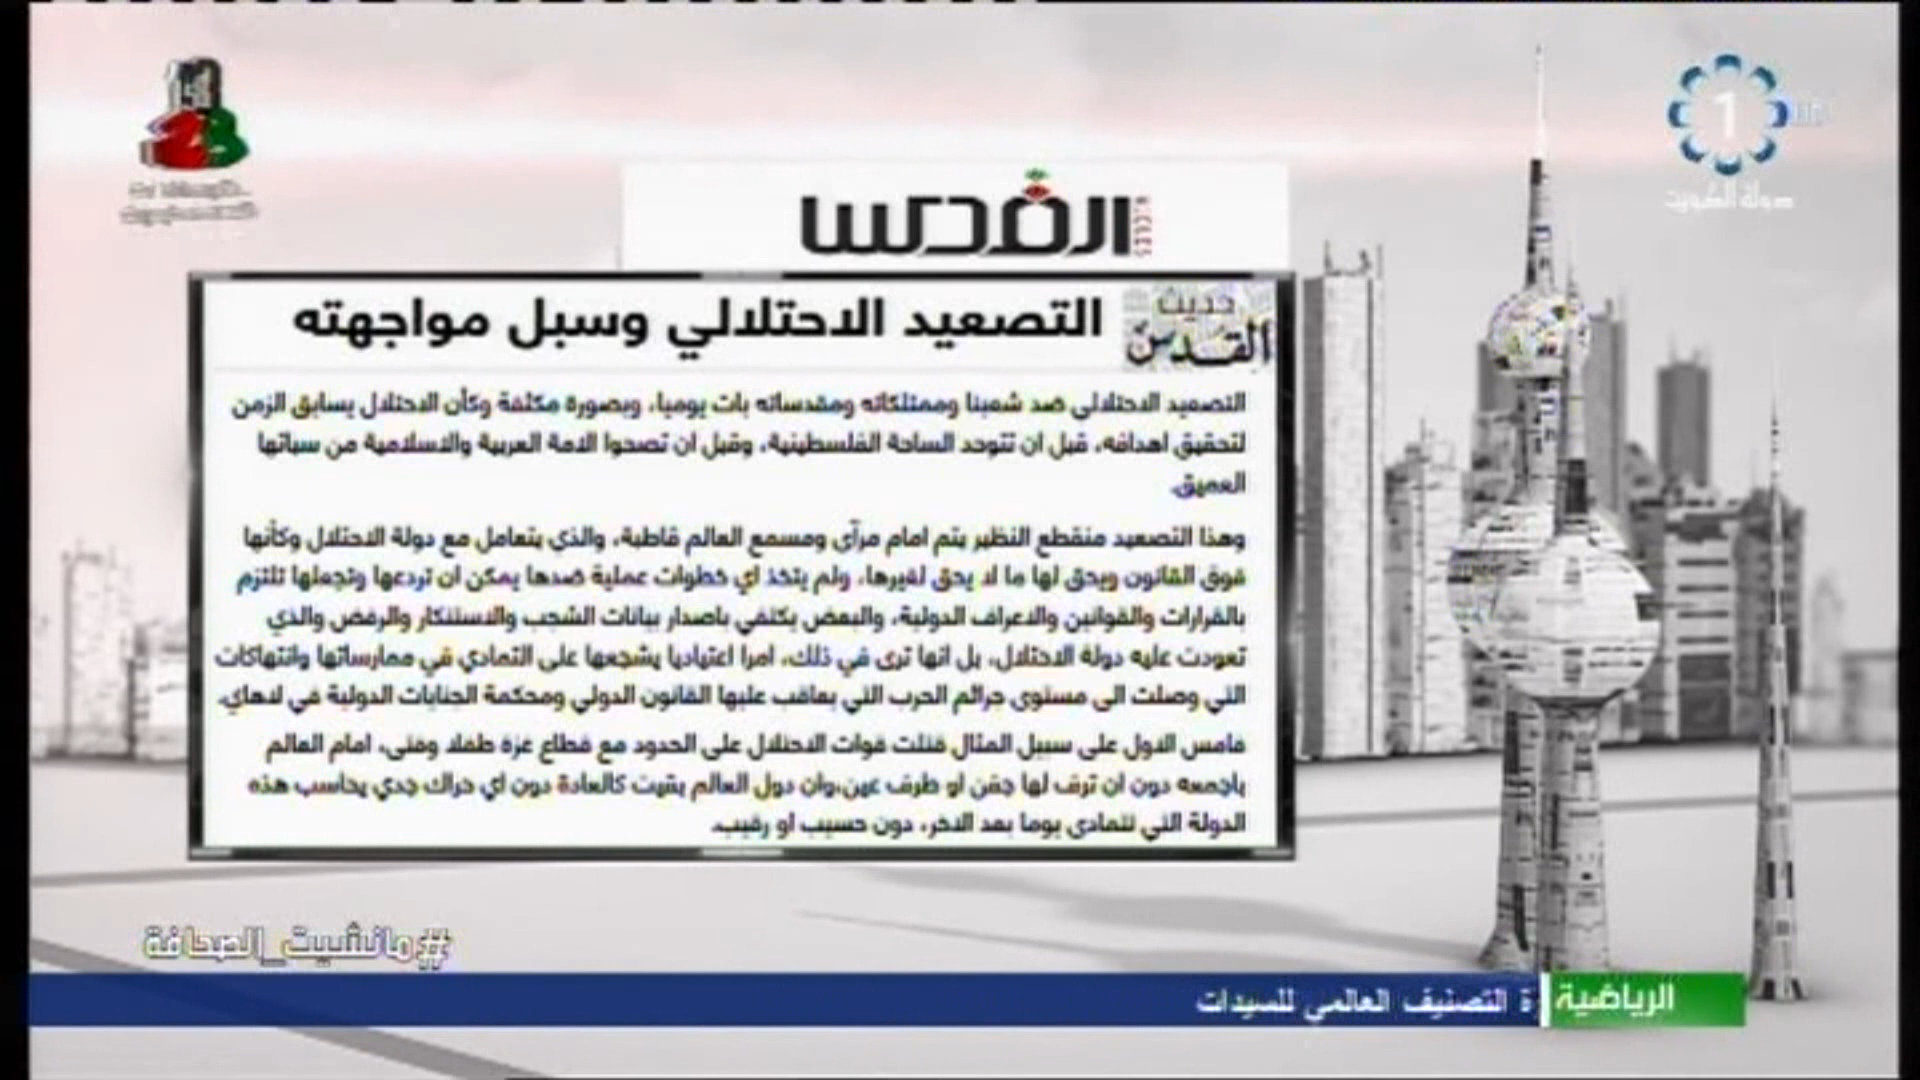 1
دولة الكويت
القدس
حديث القدس
التصعيد الاحتلالي وسبل مواجهته
التصعيد الاحتلالي ضد شعبنا وممتلكاته ومقدساته بات يوميا، وبصورة مكثفة وكأن الاحتلال يسابق الزمن
لتحقيق اهدافه، قبل ان تتوحد الساحة الفلسطينية، وقبل ان تصحوا الامة العربية والاسلامية من سباتها
العميق.
وهذا التصعيد منقطع النظير يتم امام مرآى ومسمع العالم قاطبة، والذي يتعامل مع دولة الاحتلال وكأنها
فوق القانون ويحق لها ما لا يحق لغيرها، ولم يتخذ اي خطوات عملية ضدها يمكن ان تردعها وتجعلها تلتزم
بالقرارات والقوانين والاعراف الدولية، والبعض يكتفي باصدار بيانات الشجب والاستنكار والرفض والذي
تعودت عليه دولة الاحتلال، بل انها ترى في ذلك، امرا اعتياديا يشجعها على التمادي في ممارساتها وانتهاكات
التي وصلت الى مستوى جرائم الحرب التي يعاقب عليها القانون الدولي ومحكمة الجنايات الدولية في لاهاي.
فامس الاول على سبيل المثال قتلت قوات الاحتلال على الحدود مع قطاع غزة طفلا وفتى، امام العالم
باجمعه دون ان ترف لها جفن او طرف عين،وان دول العالم بقيت كالعادة دون اي حراك جدي يحاسب هذه
الدولة التي تتمادى يوما بعد الاخر، دون حسيب او رقيب.
#مانشيت_الصحافة
الرياضية
ة التصنيف العالمي للسيدات